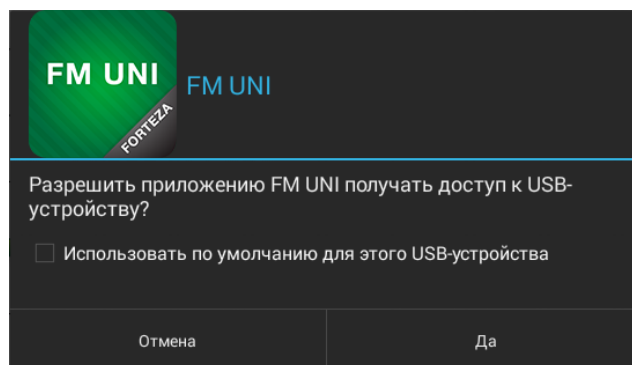 FM UNI
FORTEZA
FM UNI
Разрешить приложению FM UNI получать доступ к USB-
устройству?
Использовать по умолчанию для этого USB-устройства
Отмена
Да